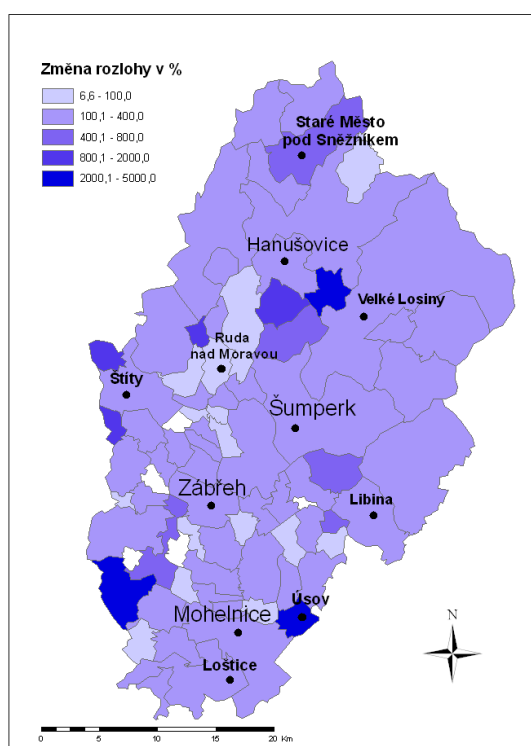 Změna rozlohy v %
6,6 - 100,0
100,1 - 400,0
400,1 - 800,0
800,1 - 2000,0
2000,1 - 5000,0
Staré Město
pod Sněžníkem
Hanušovice
Velké Losiny
Ruda
nad Moravou
Štíty
Šumperk
Zábřeh
Libina
Úsov
Mohelnice
Loštice
N
0
5
10
15
20
Km